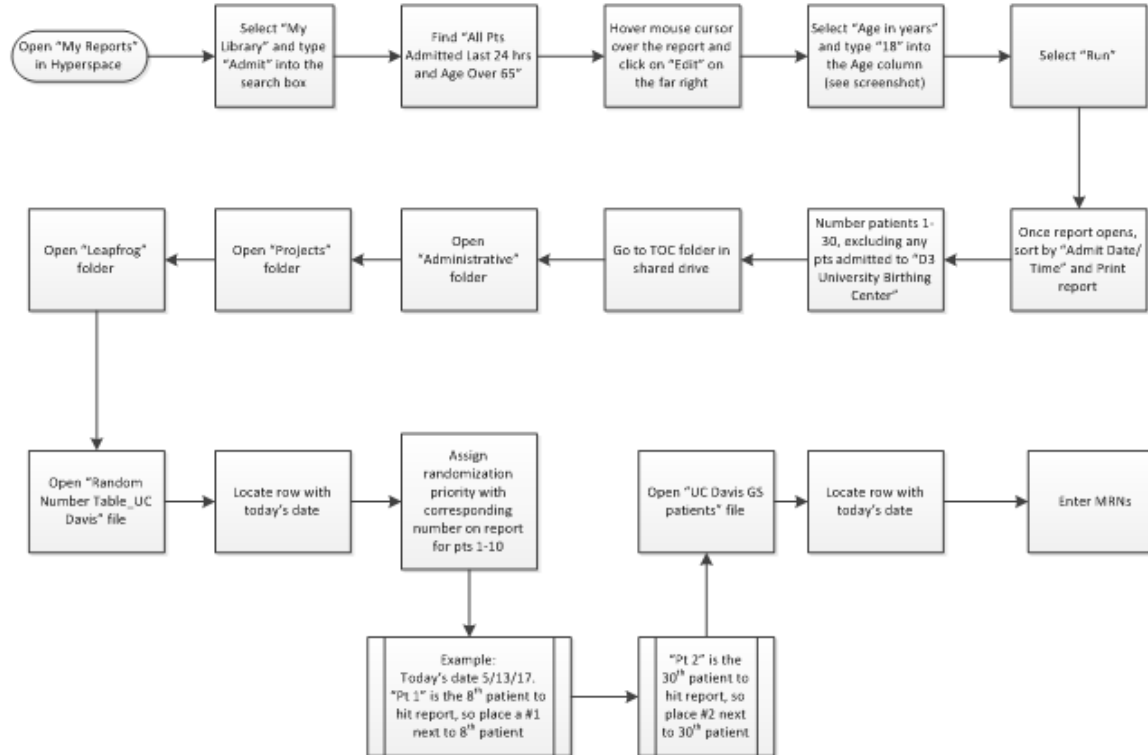 Open “My Reports”
in Hyperspace
Select “My
Library” and type
“Admit” into the
search box
Find “All Pts
Admitted Last 24 hrs
and Age Over 65”
Hover mouse cursor
over the report and
click on “Edit” on
the far right
Select “Age in years”
and type “18” into
the Age column
(see screenshot)
Select “Run”
Once report opens,
sort by “Admit Date/
Time” and Print
report
Number patients 1-
30, excluding any
pts admitted to “D3
University Birthing
Center”
Go to TOC folder in
shared drive
Open
“Administrative”
folder
Open “Projects”
folder
Open “Leapfrog”
folder
Open “Random
Number Table_UC
Davis” file
Locate row with
today’s date
Assign
randomization
priority with
corresponding
number on report
for pts 1-10
Example:
Today’s date 5/13/17.
“Pt 1” is the 8th patient to
hit report, so place a #1
next to 8th patient
“Pt 2” is the
30th patient to
hit report, so
place #2 next
to 30th patient
Open “UC Davis GS
patients” file
Locate row with
today’s date
Enter MRNs